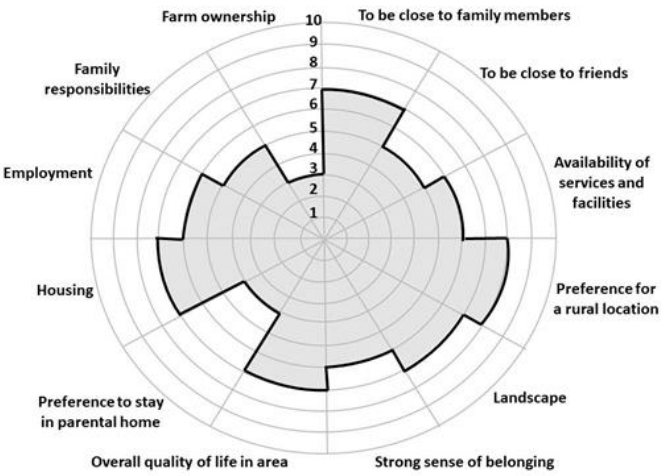 Farm ownership
10
To be close to family members
9
8
7
6
5
4
3
2
1
To be close to friends
Availability of
services and
facilities
Preference for
a rural location
Landscape
Strong sense of belonging
Overall quality of life in area
Preference to stay
in parental home
Housing
Employment
Family
responsibilities